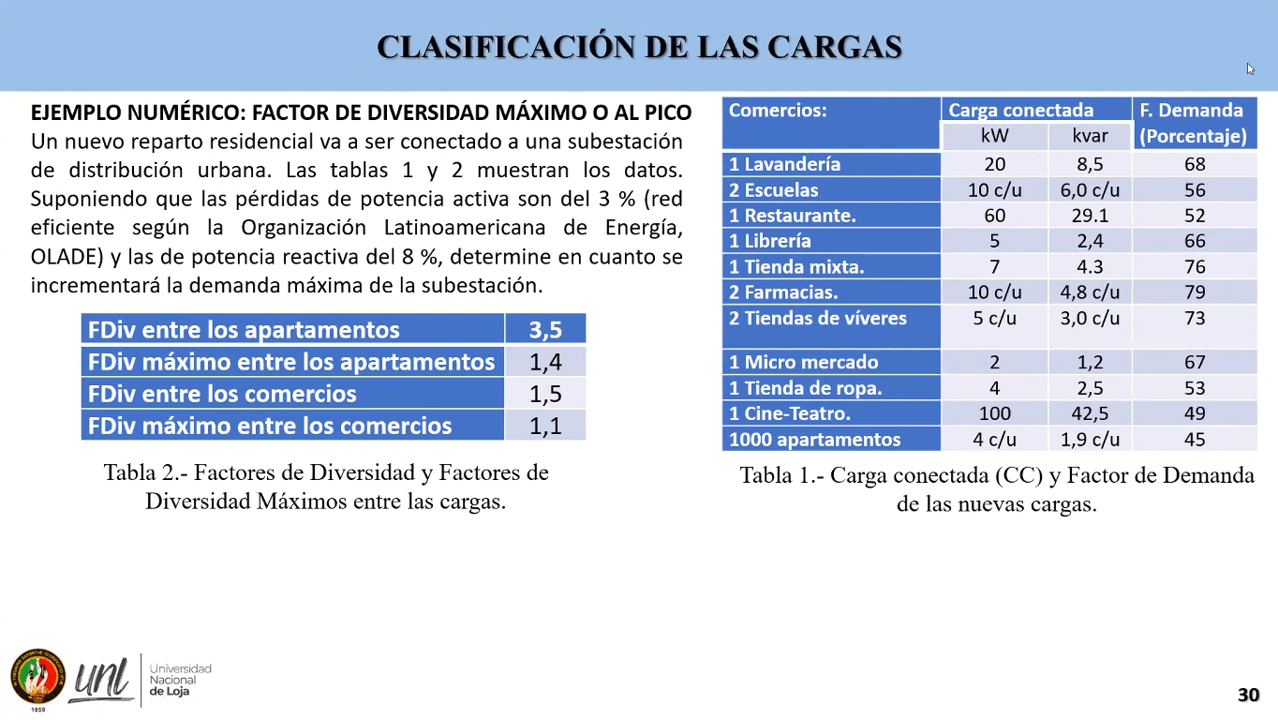 CLASIFICACIÓN DE LAS CARGAS
EJEMPLO NUMÉRICO: FACTOR DE DIVERSIDAD MÁXIMO O AL PICO
Un nuevo reparto residencial va a ser conectado a una subestación
de distribución urbana. Las tablas 1 y 2 muestran los datos.
Suponiendo que las pérdidas de potencia activa son del 3 % (red
eficiente según la Organización Latinoamericana de Energía,
OLADE) y las de potencia reactiva del 8 %, determine en cuanto se
incrementará la demanda máxima de la subestación.
FDiv entre los apartamentos 3,5
FDiv máximo entre los apartamentos 1,4
FDiv entre los comercios 1,5
FDiv máximo entre los comercios 1,1
Tabla 2.- Factores de Diversidad y Factores de
Diversidad Máximos entre las cargas.
Comercios: Carga conectada F. Demanda
kW kvar (Porcentaje)
1 Lavandería 20 8,5 68
2 Escuelas 10 c/u 6,0 c/u 56
1 Restaurante. 60 29.1 52
1 Librería 5 2,4 66
1 Tienda mixta. 7 4.3 76
2 Farmacias. 10 c/u 4,8 c/u 79
2 Tiendas de víveres 5 c/u 3,0 c/u 73
1 Micro mercado 2 1,2 67
1 Tienda de ropa. 4 2,5 53
1 Cine-Teatro. 100 42,5 49
1000 apartamentos 4 c/u 1,9 c/u 45
Tabla 1.- Carga conectada (CC) y Factor de Demanda
de las nuevas cargas.
1859
unl
Universidad
Nacional
de Loja
30